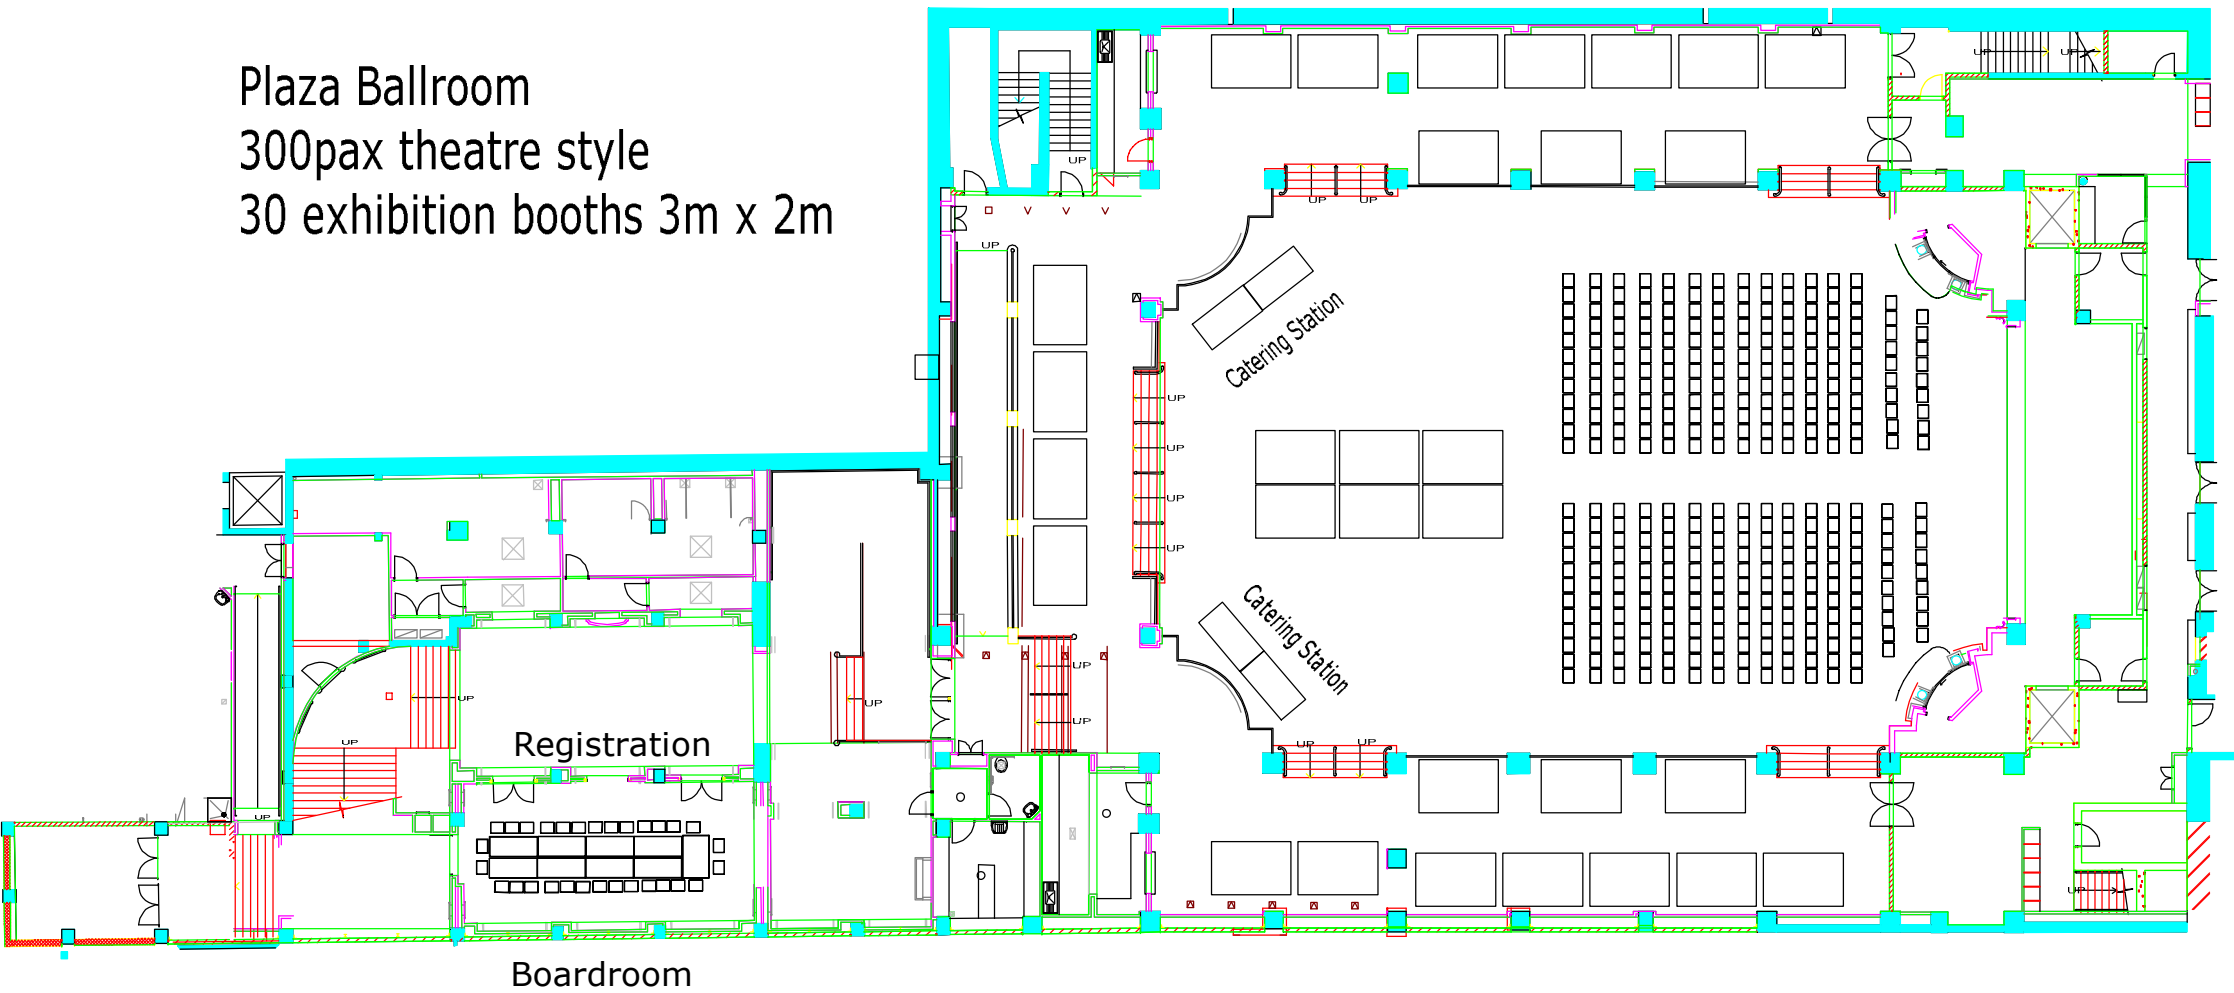 Plaza Ballroom
300pax theatre style
30 exhibition booths 3m x 2m
UP UP
UP
UP UP
UP
Catering Station
UP
UP
UP
UP
Catering Station
UP
UP
UP
UP
UP
Registration
UP UP
UP
UP
Boardroom